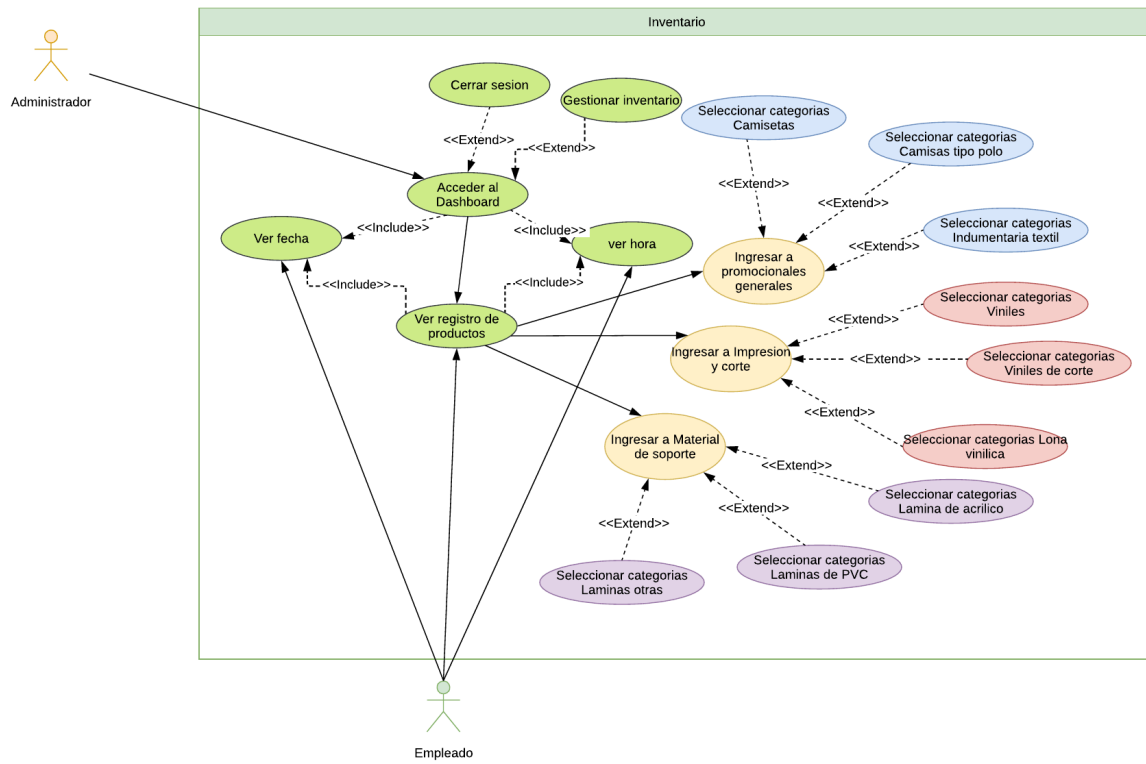 Inventario
Administrador
Cerrar sesion
Gestionar inventario
Seleccionar categorias
Camisetas
Seleccionar categorias
Camisas tipo polo
<<Extend>>
<<Extend>>
<<Extend>>
Acceder al
Dashboard
<<Extend>>
Seleccionar categorias
Indumentaria textil
<<Include>>
<<Include>>
Ver fecha
ver hora
<<Extend>>
Ingresar a
promocionales
generales
<<Include>>
<<Include>>
Seleccionar categorias
Viniles
Ver registro de
productos
<<Extend>>
Ingresar a Impresion
y corte
<<Extend>>
Seleccionar categorias
Viniles de corte
<<Extend>>
Ingresar a Material
de soporte
Seleccionar categorias Lona
vinilica
<<Extend>>
Seleccionar categorias
Lamina de acrilico
<<Extend>>
<<Extend>>
Seleccionar categorias
Laminas de PVC
Seleccionar categorias
Laminas otras
Empleado